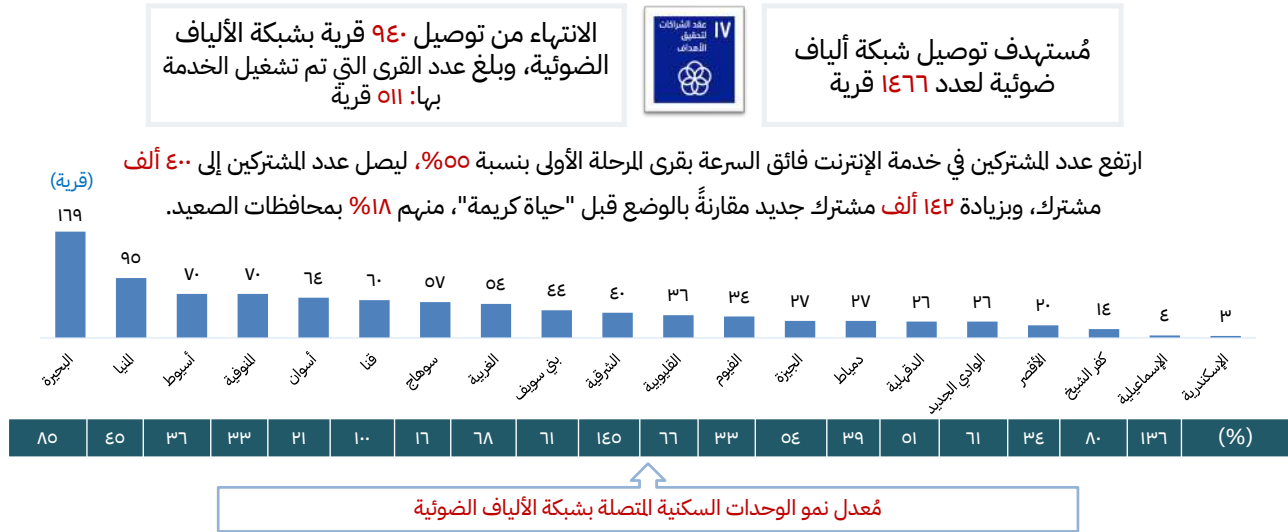 مُستهدف توصيل شبكة ألياف
ضوئية لعدد ١٤٦٦ قرية
١٧ عقد الشراكات
لتحقيق
الأهداف
الانتهاء من توصيل ٩٤٠ قرية بشبكة الألياف
الضوئية، وبلغ عدد القرى التي تم تشغيل الخدمة
بها: ٥١١ قرية
ارتفع عدد المشتركين في خدمة الإنترنت فائق السرعة بقرى المرحلة الأولى بنسبة ٥٥%، ليصل عدد المشتركين إلى ٤٠٠ ألف
مشترك، وبزيادة ١٤٢ ألف مشترك جديد مقارنةً بالوضع قبل "حياة كريمة"، منهم ١٨% بمحافظات الصعيد.
(قرية)
١٦٩ ٩٥ ٧٠ ٧٠ ٦٤ ٦٠ ٥٧ ٥٤ ٤٤ ٤٠ ٣٦ ٣٤ ٢٧ ٢٧ ٢٦ ٢٦ ٢٠ ١٤ ٤ ٣
البحيرة المنيا أسيوط المنوفية أسوان قنا سوهاج الغربية بني سويف الشرقية القليوبية الفيوم الجيزة دمياط الدقهلية الوادي الجديد الأقصر كفر الشيخ الإسماعيلية الإسكندرية
٨٥ ٤٥ ٣٦ ٣٣ ٢١ ١٠٠ ١٦ ٦٨ ٦١ ١٤٥ ٦٦ ٣٣ ٥٤ ٣٩ ٥١ ٦١ ٣٤ ٨٠ ١٣٦ (%)
مُعدل نمو الوحدات السكنية المتصلة بشبكة الألياف الضوئية